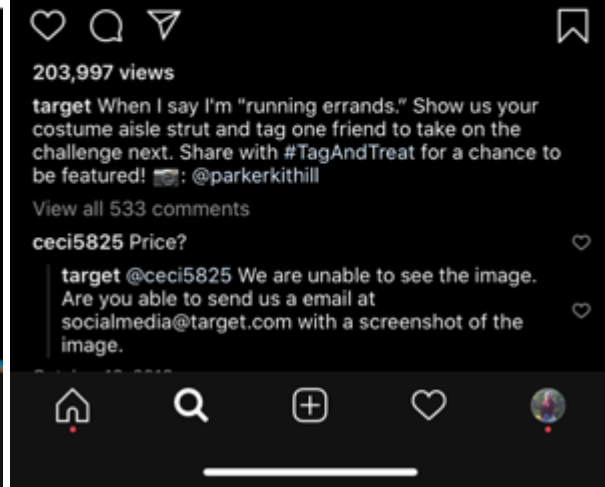 203,997 views
target When I say I'm "running errands." Show us your
costume aisle strut and tag one friend to take on the
challenge next. Share with #TagAndTreat for a chance to
be featured! 📷: @parkerkithill
View all 533 comments
ceci5825 Price?
target @ceci5825 We are unable to see the image.
Are you able to send us a email at
socialmedia@target.com with a screenshot of the
image.